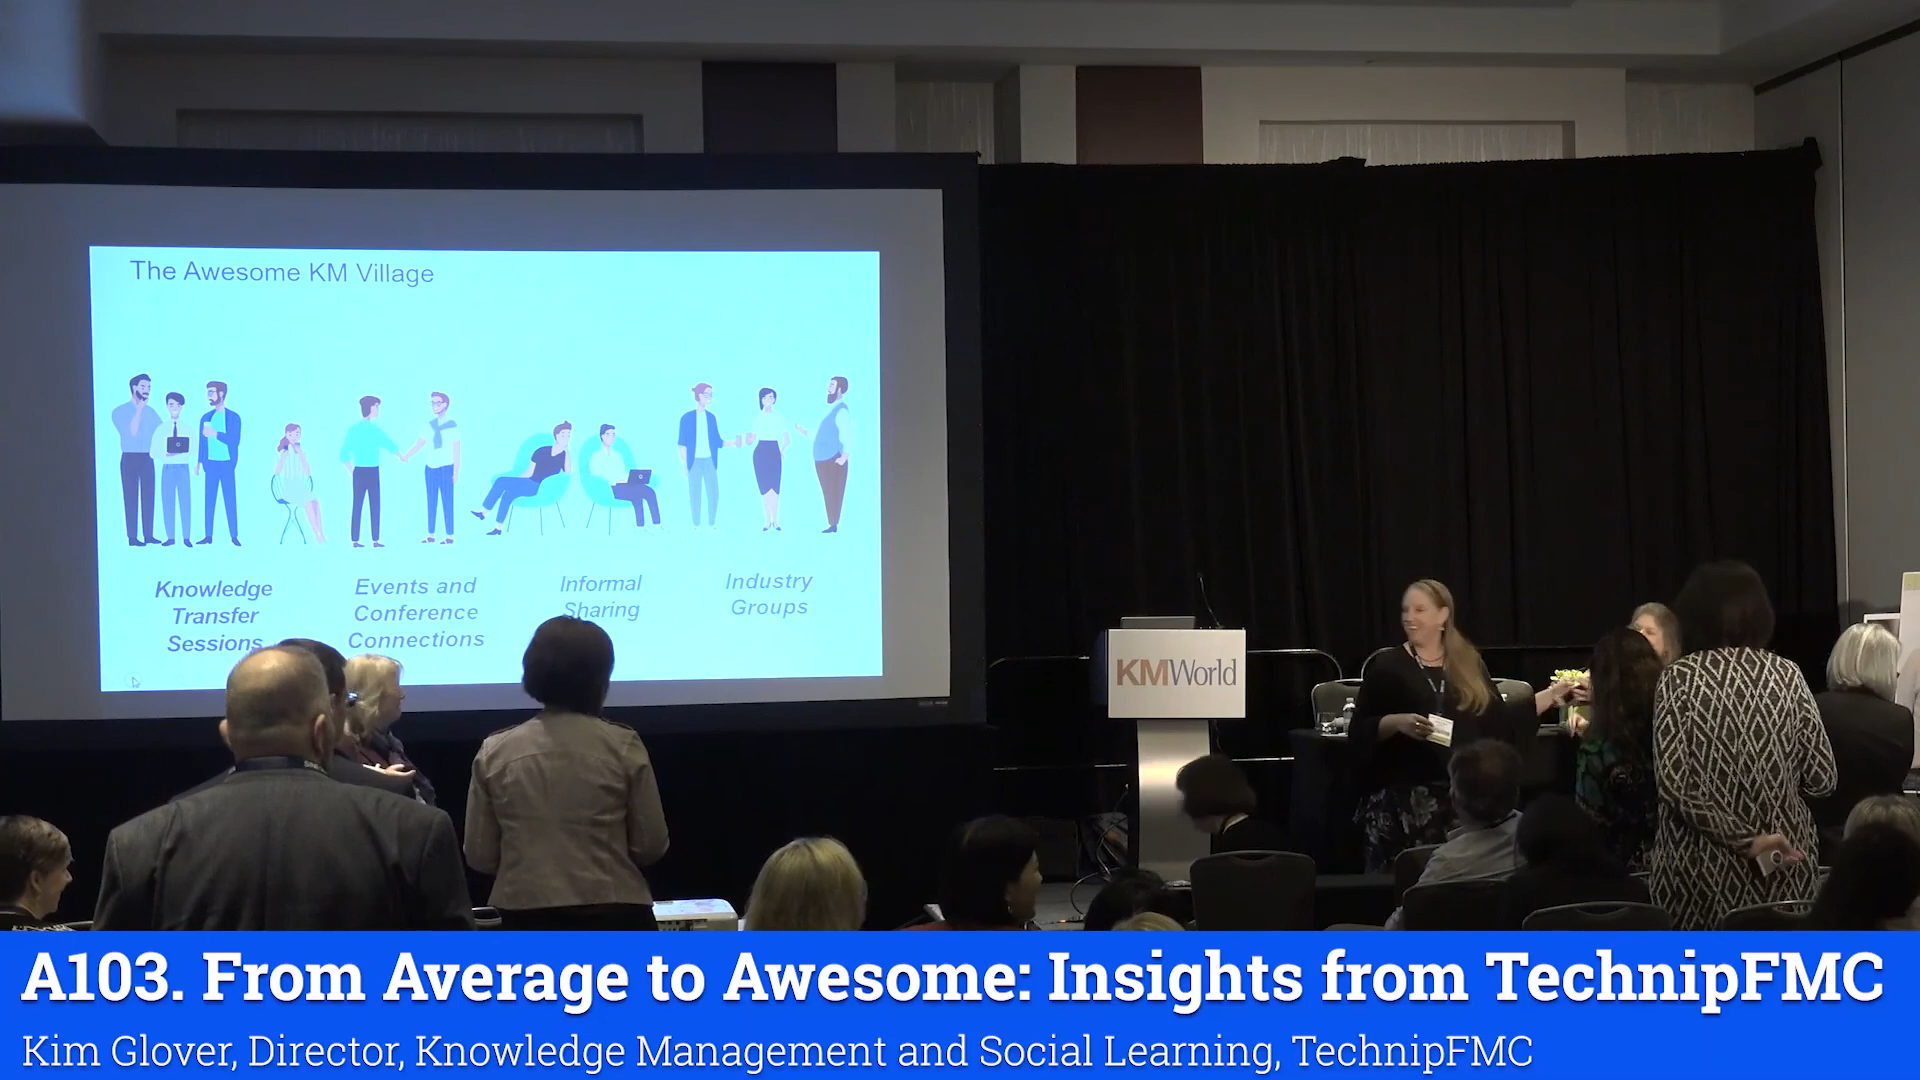 The Awesome KM Village
Knowledge
Transfer
Sessions
Events and
Conference
Connections
Informal
Sharing
Industry
Groups
KMWorld
A103. From Average to Awesome: Insights from TechnipFMC
Kim Glover, Director, Knowledge Management and Social Learning, TechnipFMC